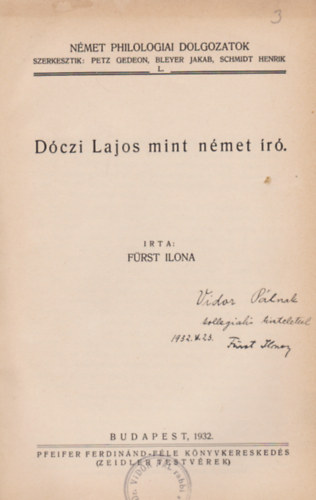 3
NÉMET PHILOLOGIAI DOLGOZATOK
SZERKESZTIK: PETZ GEDEON, BLEYER JAKAB, SCHMIDT HENRIK
L.
Dóczi Lajos mint német író.
IRTA:
FÜRST ILONA
Vidor Pálnak
kollegiális tisztelettel
1932. V. 23. Fürst Ilona
BUDAPEST, 1932.
PFEIFER FERDINÁND-FÉLE KÖNYVKERESKEDÉS
(ZEIDLER TESTVÉREK)